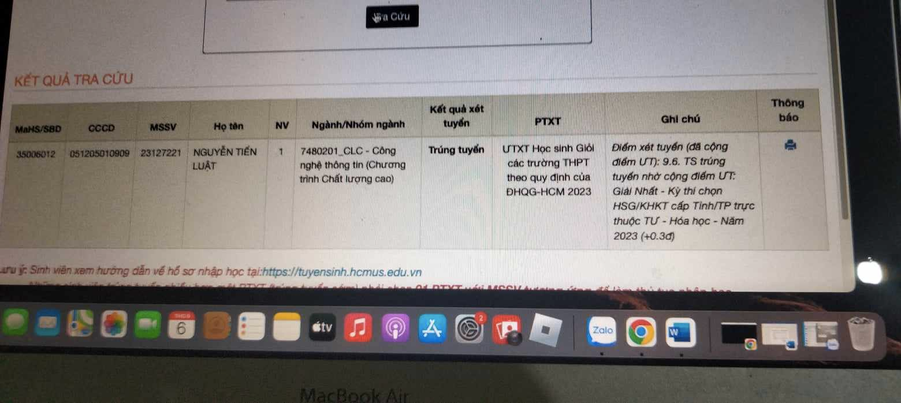 a Cứu
KẾT QUẢ TRA CỨU
MaHS/SBD CCCD MSSV Họ tên NV Ngành/Nhóm ngành Kết quả xét tuyển PTXT Ghi chú Thông báo
35006012 051205010909 23127221 NGUYỄN TIẾN LUẬT 1 7480201_CLC - Công nghệ thông tin (Chương trình Chất lượng cao) Trúng tuyển ƯTXT Học sinh Giỏi các trường THPT theo quy định của ĐHQG-HCM 2023 Điểm xét tuyển (đã cộng điểm ƯT): 9.6. TS trúng tuyển nhờ cộng điểm ƯT: Giải Nhất - Kỳ thi chọn HSG/KHKT cấp Tỉnh/TP trực thuộc TƯ - Hóa học - Năm 2023 (+0.3đ)
Lưu ý: Sinh viên xem hướng dẫn về hồ sơ nhập học tại:https://tuyensinh.hcmus.edu.vn
6
tv
2
Zalo
W
MacBook Air